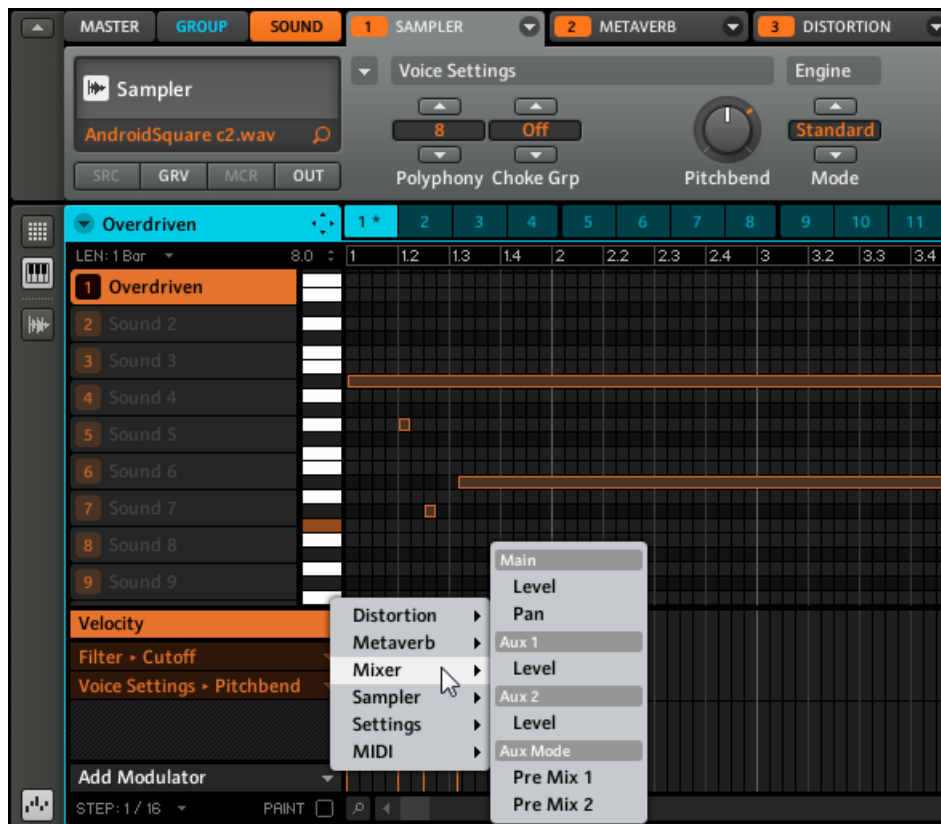 MASTER GROUP SOUND 1 SAMPLER 2 METAVERB 3 DISTORTION
Sampler
AndroidSquare c2.wav
SRC GRV MCR OUT
Voice Settings Engine
8 Off Standard
Polyphony Choke Grp Pitchbend Mode
Overdriven 1 * 2 3 4 5 6 7 8 9 10 11
LEN: 1 Bar 8.0 1 1.2 1.3 1.4 2 2.2 2.3 2.4 3 3.2 3.3 3.4
1 Overdriven
2 Sound 2
3 Sound 3
4 Sound 4
5 Sound 5
6 Sound 6
7 Sound 7
8 Sound 8
9 Sound 9
Velocity
Filter ▸ Cutoff
Voice Settings ▸ Pitchbend
Add Modulator
STEP: 1 / 16 PAINT
Distortion
Metaverb
Mixer
Sampler
Settings
MIDI
Main
Level
Pan
Aux 1
Level
Aux 2
Level
Aux Mode
Pre Mix 1
Pre Mix 2